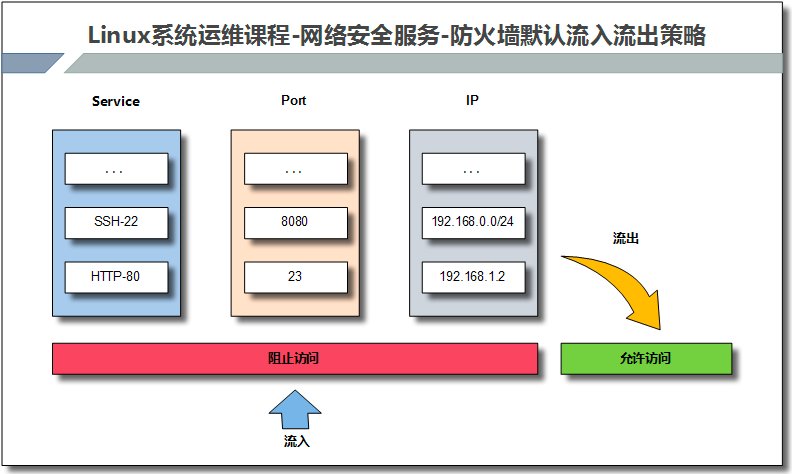 Linux系统运维课程-网络安全服务-防火墙默认流入流出策略
Service
Port
IP
...
...
...
SSH-22
8080
192.168.0.0/24
HTTP-80
23
192.168.1.2
流出
阻止访问
允许访问
流入